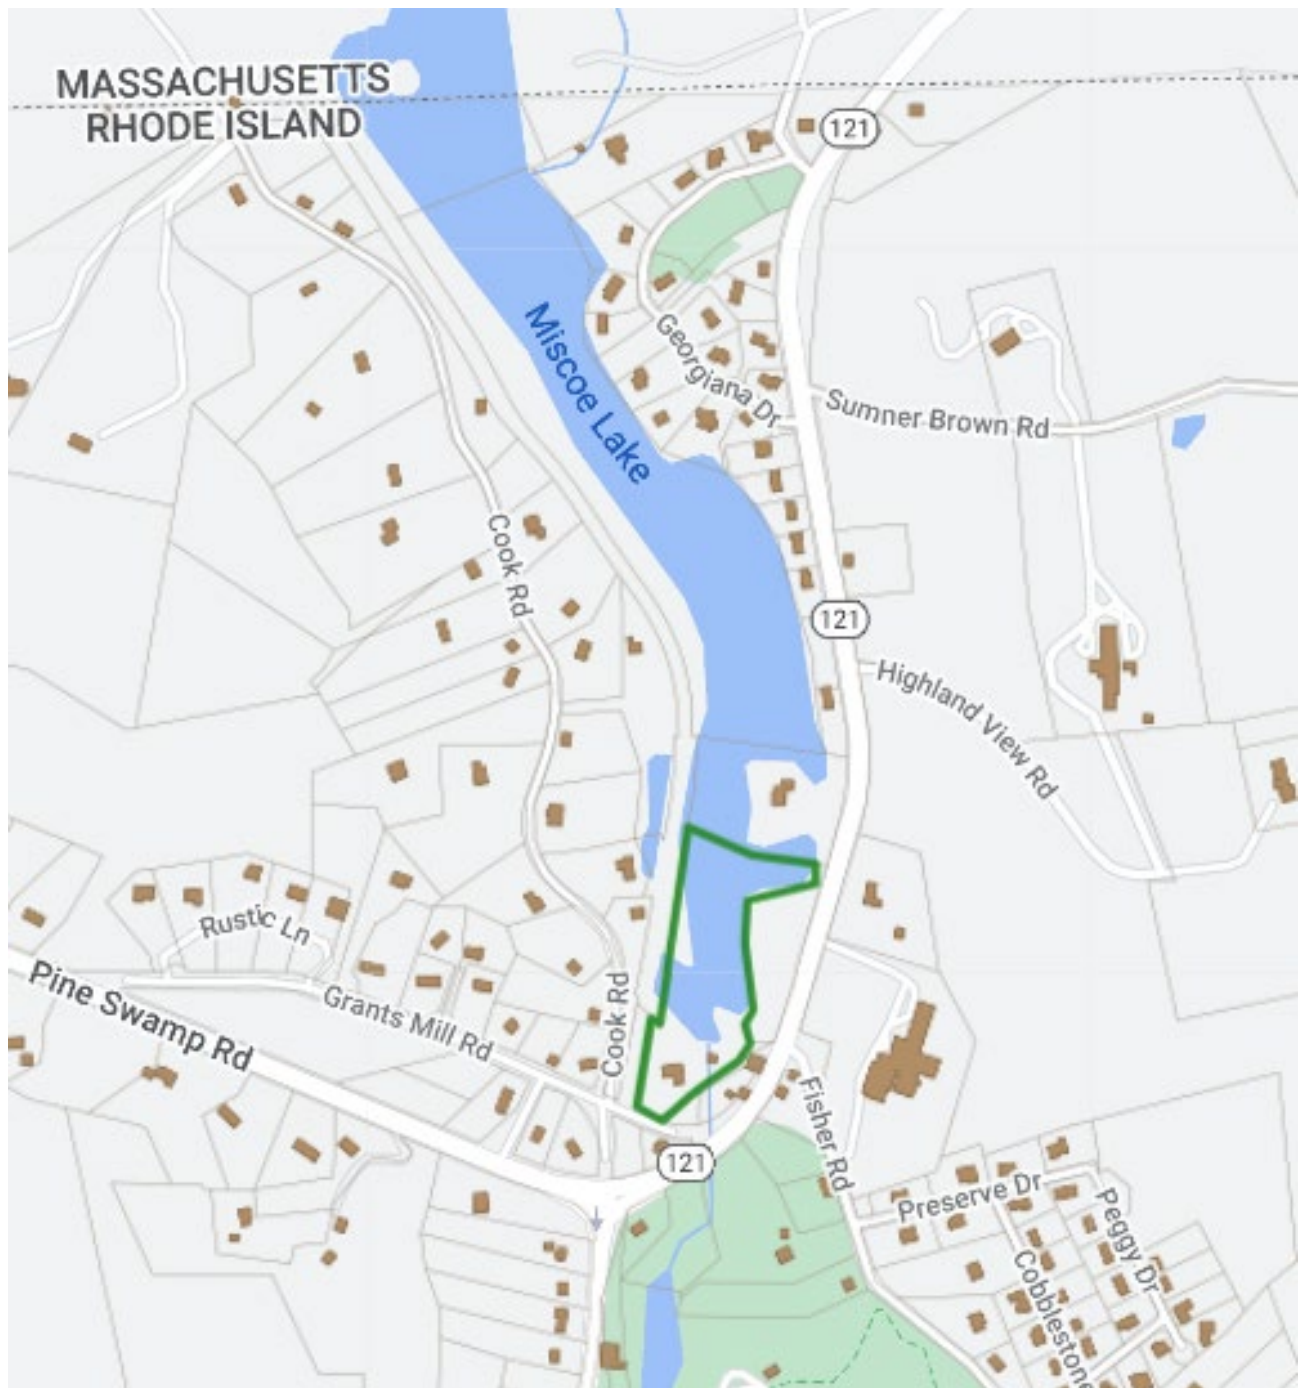 MASSACHUSETTS
RHODE ISLAND
121
Miscoe Lake
Georgiana Dr
Sumner Brown Rd
Cook Rd
121
Highland View Rd
Rustic Ln
Pine Swamp Rd
Grants Mill Rd
Cook Rd
Fisher Rd
121
Preserve Dr
Peggy Dr
Cobblestone